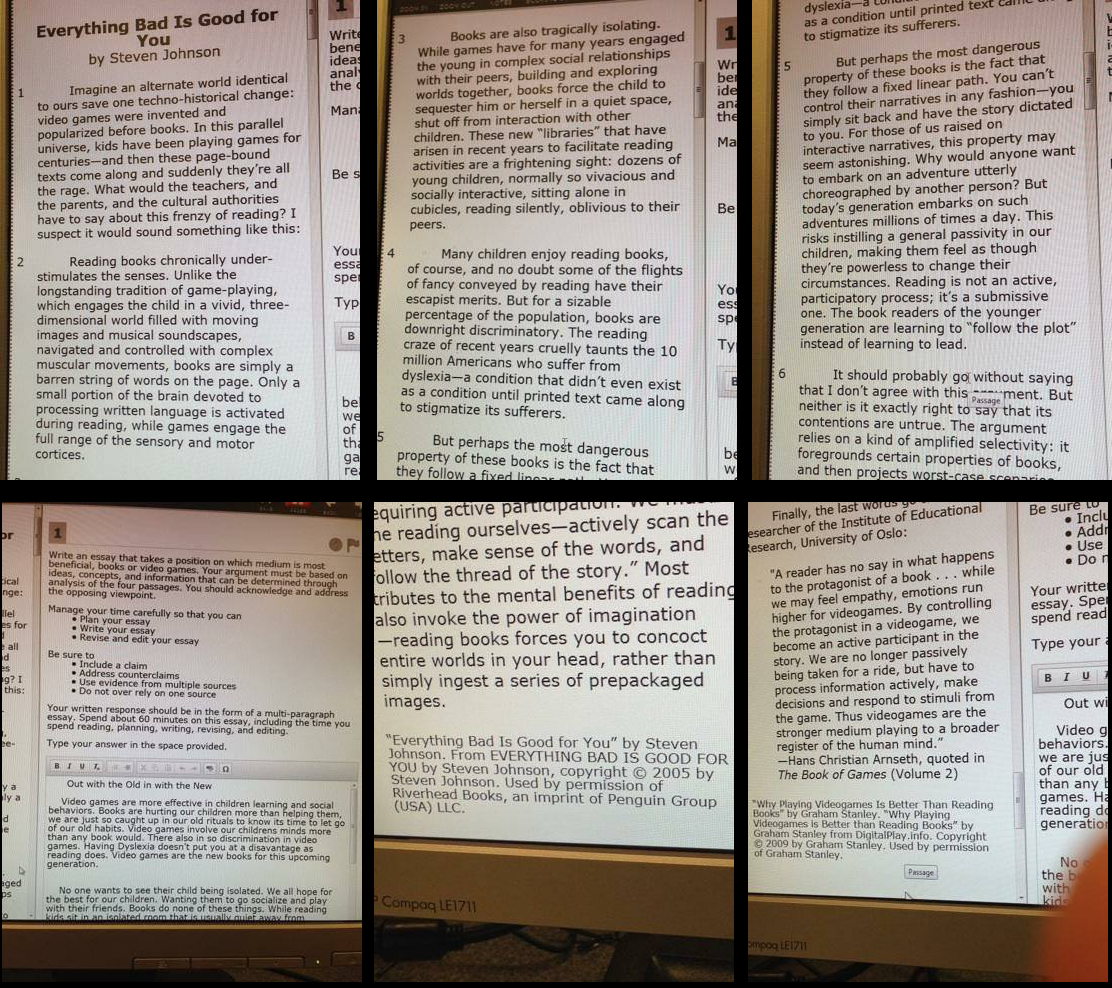 Everything Bad Is Good for
You
by Steven Johnson
1 Imagine an alternate world identical
to ours save one techno-historical change:
video games were invented and
popularized before books. In this parallel
universe, kids have been playing games for
centuries—and then these page-bound
texts come along and suddenly they're all
the rage. What would the teachers, and
the parents, and the cultural authorities
have to say about this frenzy of reading? I
suspect it would sound something like this:
2 Reading books chronically under-
stimulates the senses. Unlike the
longstanding tradition of game-playing,
which engages the child in a vivid, three-
dimensional world filled with moving
images and musical soundscapes,
navigated and controlled with complex
muscular movements, books are simply a
barren string of words on the page. Only a
small portion of the brain devoted to
processing written language is activated
during reading, while games engage the
full range of the sensory and motor
cortices.
1
Write
Be s
B
3 Books are also tragically isolating.
While games have for many years engaged
the young in complex social relationships
with their peers, building and exploring
worlds together, books force the child to
sequester him or herself in a quiet space,
shut off from interaction with other
children. These new "libraries" that have
arisen in recent years to facilitate reading
activities are a frightening sight: dozens of
young children, normally so vivacious and
socially interactive, sitting alone in
cubicles, reading silently, oblivious to their
peers.
4 Many children enjoy reading books,
of course, and no doubt some of the flights
of fancy conveyed by reading have their
escapist merits. But for a sizable
percentage of the population, books are
downright discriminatory. The reading
craze of recent years cruelly taunts the 10
million Americans who suffer from
dyslexia—a condition that didn't even exist
as a condition until printed text came along
to stigmatize its sufferers.
5 But perhaps the most dangerous
property of these books is the fact that
they follow a fixed linear path.
1
Be
as a condition until printed text came along
to stigmatize its sufferers.
5 But perhaps the most dangerous
property of these books is the fact that
they follow a fixed linear path. You can't
control their narratives in any fashion—you
simply sit back and have the story dictated
to you. For those of us raised on
interactive narratives, this property may
seem astonishing. Why would anyone want
to embark on an adventure utterly
choreographed by another person? But
today's generation embarks on such
adventures millions of times a day. This
risks instilling a general passivity in our
children, making them feel as though
they're powerless to change their
circumstances. Reading is not an active,
participatory process; it's a submissive
one. The book readers of the younger
generation are learning to "follow the plot"
instead of learning to lead.
6 It should probably go without saying
that I don't agree with this ment. But
Passage
neither is it exactly right to say that its
contentions are untrue. The argument
relies on a kind of amplified selectivity: it
foregrounds certain properties of books,
and then projects worst-case scenarios
1
Write an essay that takes a position on which medium is most
beneficial, books or video games. Your argument must be based on
ideas, concepts, and information that can be determined through
analysis of the four passages. You should acknowledge and address
the opposing viewpoint.
Manage your time carefully so that you can
• Plan your essay
• Write your essay
• Revise and edit your essay
Be sure to
• Include a claim
• Address counterclaims
• Use evidence from multiple sources
• Do not over rely on one source
Your written response should be in the form of a multi-paragraph
essay. Spend about 60 minutes on this essay, including the time you
spend reading, planning, writing, revising, and editing.
Type your answer in the space provided.
B I U
Out with the Old in with the New
Video games are more effective in children learning and social
behaviors. Books are hurting our children more than helping them,
we are just so caught up in our old rituals to know its time to let go
of our old habits. Video games involve our childrens minds more
than any book would. There also in so discrimination in video
games. Having Dyslexia doesn't put you at a disavantage as
reading does. Video games are the new books for this upcoming
generation.
No one wants to see their child being isolated. We all hope for
the best for our children. Wanting them to go socialize and play
with their friends. Books do none of these things. While reading
kids sit in an isolated room that is usually quiet away from
equiring active participation. We must
he reading ourselves—actively scan the
etters, make sense of the words, and
ollow the thread of the story." Most
tributes to the mental benefits of reading
also invoke the power of imagination
—reading books forces you to concoct
entire worlds in your head, rather than
simply ingest a series of prepackaged
images.
"Everything Bad Is Good for You" by Steven
Johnson. From EVERYTHING BAD IS GOOD FOR
YOU by Steven Johnson, copyright © 2005 by
Steven Johnson. Used by permission of
Riverhead Books, an imprint of Penguin Group
(USA) LLC.
Compaq LE1711
Finally, the last words go
esearcher of the Institute of Educational
Research, University of Oslo:
"A reader has no say in what happens
to the protagonist of a book . . . while
we may feel empathy, emotions run
higher for videogames. By controlling
the protagonist in a videogame, we
become an active participant in the
story. We are no longer passively
being taken for a ride, but have to
process information actively, make
decisions and respond to stimuli from
the game. Thus videogames are the
stronger medium playing to a broader
register of the human mind."
—Hans Christian Arnseth, quoted in
The Book of Games (Volume 2)
"Why Playing Videogames Is Better Than Reading
Books" by Graham Stanley. "Why Playing
Videogames is Better than Reading Books" by
Graham Stanley from DigitalPlay.info. Copyright
© 2009 by Graham Stanley. Used by permission
of Graham Stanley.
Passage
Be sure to
• Inclu
• Addr
• Use
• Do n
Your writte
essay. Spe
spend read
Type your
B I U
Out wi
Video g
behaviors.
we are jus
of our old
than any b
games. Ha
reading do
generation
No
the b
with
kids
ompaq LE1711